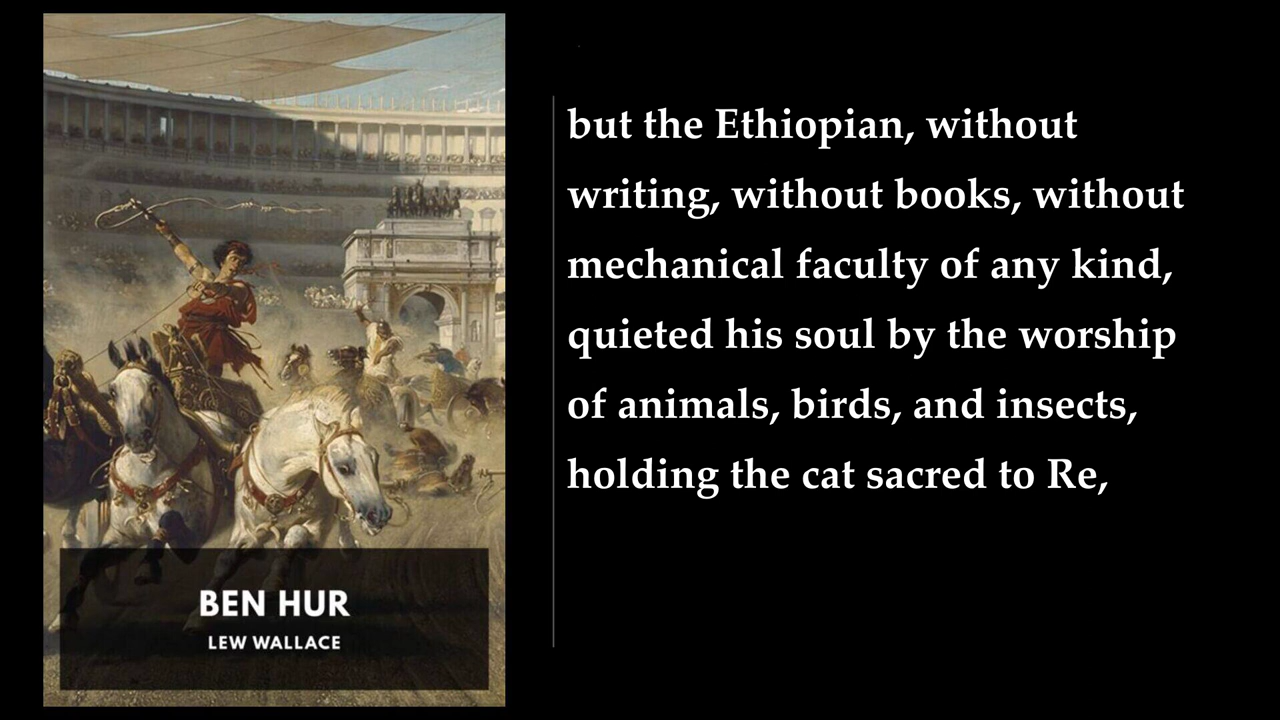 BEN HUR
LEW WALLACE
but the Ethiopian, without
writing, without books, without
mechanical faculty of any kind,
quieted his soul by the worship
of animals, birds, and insects,
holding the cat sacred to Re,